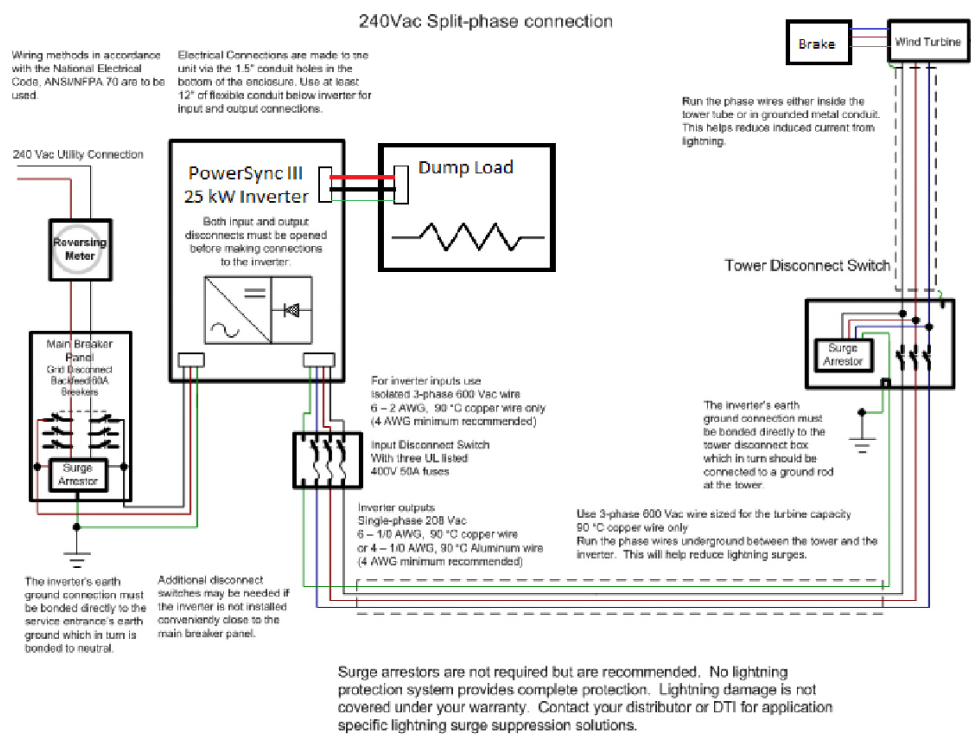 240Vac Split-phase connection
Wiring methods in accordance
with the National Electrical
Code, ANSI/NFPA 70 are to be
used.
Electrical Connections are made to the
unit via the 1.5" conduit holes in the
bottom of the enclosure. Use at least
12" of flexible conduit below inverter for
input and output connections.
Brake
Wind Turbine
Run the phase wires either inside the
tower tube or in grounded metal conduit.
This helps reduce induced current from
lightning.
240 Vac Utility Connection
PowerSync III
25 kW Inverter
Both input and output
disconnects must be opened
before making connections
to the inverter.
Dump Load
Reversing
Meter
Tower Disconnect Switch
Surge
Arrestor
Main Breaker
Panel
Grid Disconnect
Backfeed 60A
Breakers
Surge
Arrestor
For inverter inputs use
Isolated 3-phase 600 Vac wire
6 – 2 AWG, 90 °C copper wire only
(4 AWG minimum recommended)
Input Disconnect Switch
With three UL listed
400V 50A fuses
The inverter's earth
ground connection must
be bonded directly to the
tower disconnect box
which in turn should be
connected to a ground rod
at the tower.
Inverter outputs
Single-phase 208 Vac
6 – 1/0 AWG, 90 °C copper wire
or 4 – 1/0 AWG, 90 °C Aluminum wire
(4 AWG minimum recommended)
Use 3-phase 600 Vac wire sized for the turbine capacity
90 °C copper wire only
Run the phase wires underground between the tower and the
inverter. This will help reduce lightning surges.
The inverter's earth
ground connection must
be bonded directly to the
service entrance's earth
ground which in turn is
bonded to neutral.
Additional disconnect
switches may be needed if
the inverter is not installed
conveniently close to the
main breaker panel.
Surge arrestors are not required but are recommended. No lightning
protection system provides complete protection. Lightning damage is not
covered under your warranty. Contact your distributor or DTI for application
specific lightning surge suppression solutions.